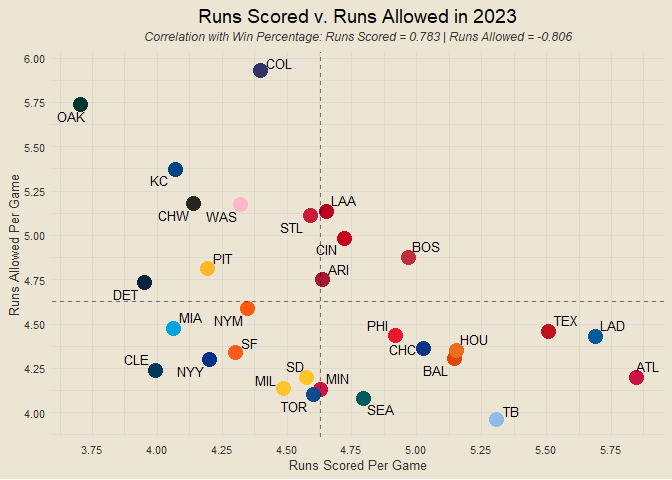 Runs Scored v. Runs Allowed in 2023
Correlation with Win Percentage: Runs Scored = 0.783 | Runs Allowed = -0.806
6.00
COL
5.75
OAK
5.50
KC
5.25
CHW
WAS
LAA
STL
5.00
CIN
BOS
PIT
ARI
4.75
DET
MIA
NYM
PHI
TEX
LAD
4.50
SF
CHC
HOU
CLE
NYY
BAL
ATL
4.25
SD
MIL
MIN
TOR
SEA
TB
4.00
Runs Allowed Per Game
3.75 4.00 4.25 4.50 4.75 5.00 5.25 5.50 5.75
Runs Scored Per Game